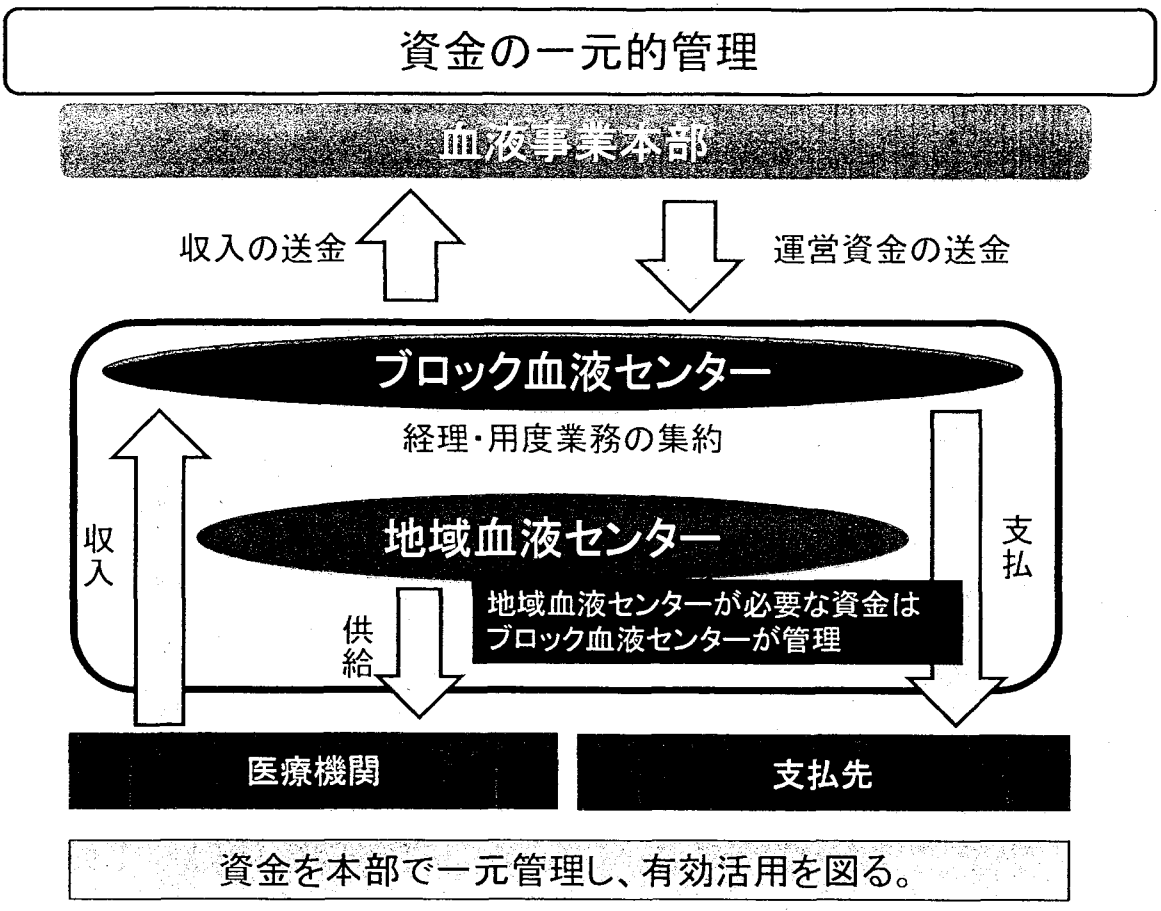 資金の一元的管理
血液事業本部
収入の送金
運営資金の送金
ブロック血液センター
経理・用度業務の集約
収入
地域血液センター
支払
供給
地域血液センターが必要な資金は
ブロック血液センターが管理
医療機関
支払先
資金を本部で一元管理し、有効活用を図る。